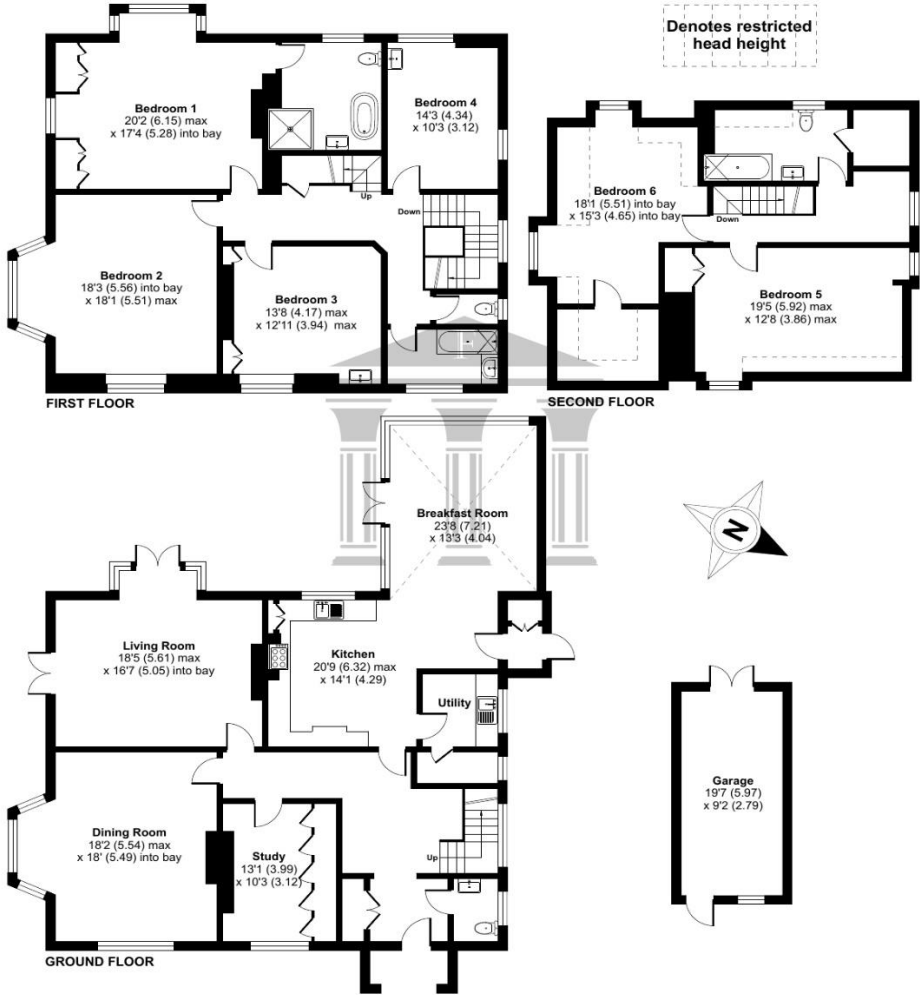 Denotes restricted
head height
Bedroom 1
20'2 (6.15) max
x 17'4 (5.28) into bay
Bedroom 4
14'3 (4.34)
x 10'3 (3.12)
Up
Down
Bedroom 2
18'3 (5.56) into bay
x 18'1 (5.51) max
Bedroom 3
13'8 (4.17) max
x 12'11 (3.94) max
FIRST FLOOR
Bedroom 6
18'1 (5.51) into bay
x 15'3 (4.65) into bay
Down
Bedroom 5
19'5 (5.92) max
x 12'8 (3.86) max
SECOND FLOOR
Breakfast Room
23'8 (7.21)
x 13'3 (4.04)
N
Living Room
18'5 (5.61) max
x 16'7 (5.05) into bay
Kitchen
20'9 (6.32) max
x 14'1 (4.29)
Utility
Dining Room
18'2 (5.54) max
x 18' (5.49) into bay
Study
13'1 (3.99)
x 10'3 (3.12)
Up
Garage
19'7 (5.97)
x 9'2 (2.79)
GROUND FLOOR